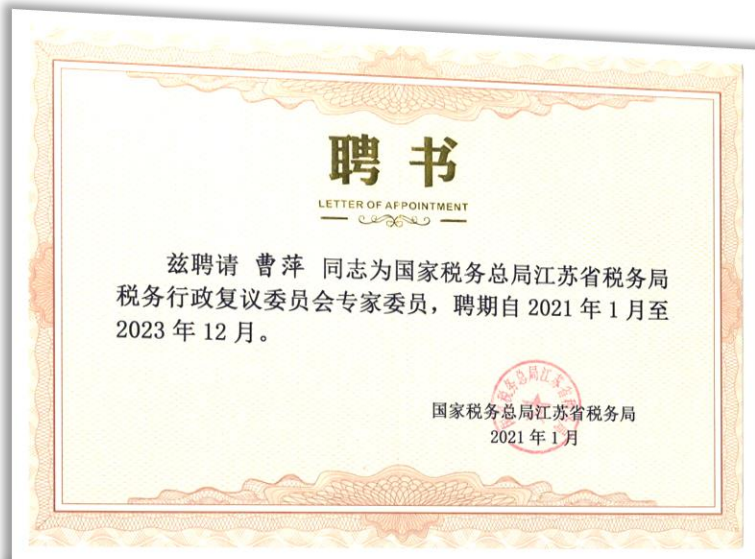 聘书
LETTER OF APPOINTMENT
兹聘请 曹萍 同志为国家税务总局江苏省税务局
税务行政复议委员会专家委员，聘期自 2021 年 1 月至
2023 年 12 月。
国家税务总局江苏省税务局
2021 年 1 月